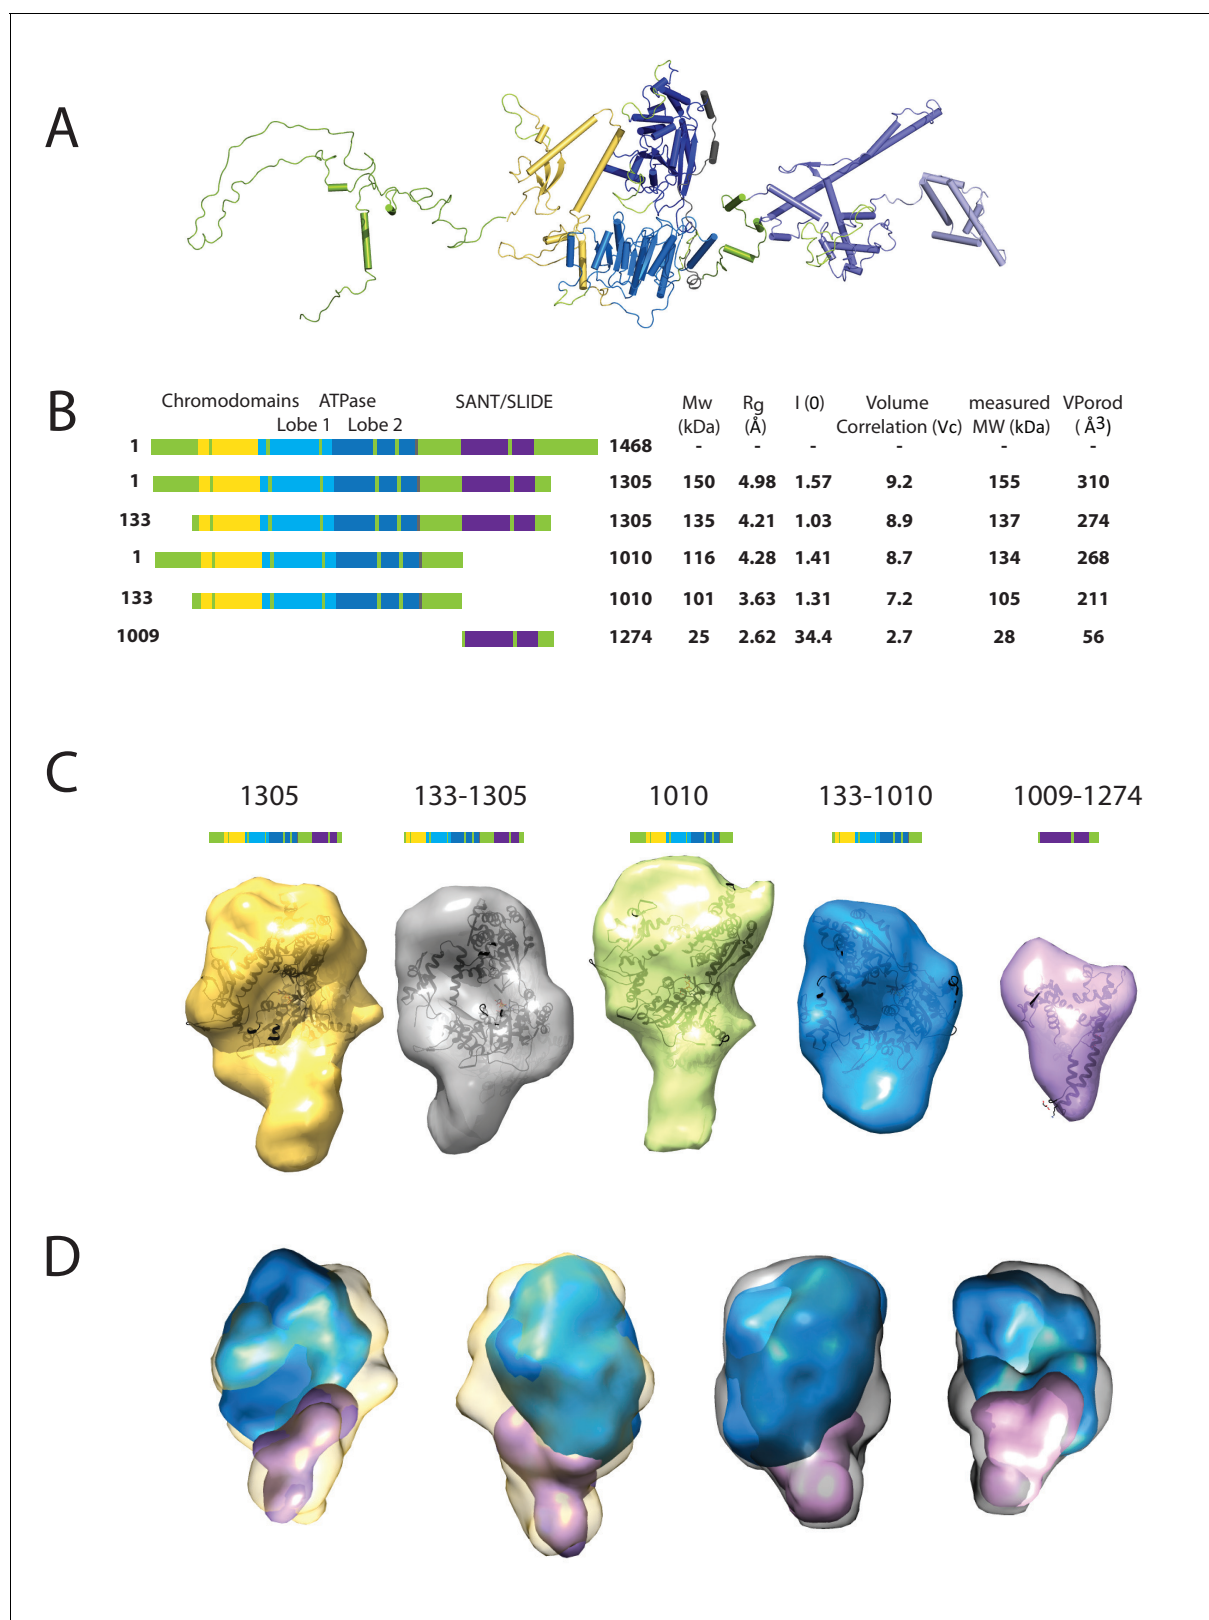 A
B
Chromodomains ATPase SANT/SLIDE Mw Rg I (0) Volume measured VPorod
Lobe 1 Lobe 2 (kDa) (Å) Correlation (Vc) MW (kDa) ( Å3)
1 1468 - - - - - -
1 1305 150 4.98 1.57 9.2 155 310
133 1305 135 4.21 1.03 8.9 137 274
1 1010 116 4.28 1.41 8.7 134 268
133 1010 101 3.63 1.31 7.2 105 211
1009 1274 25 2.62 34.4 2.7 28 56
C
1305 133-1305 1010 133-1010 1009-1274
D